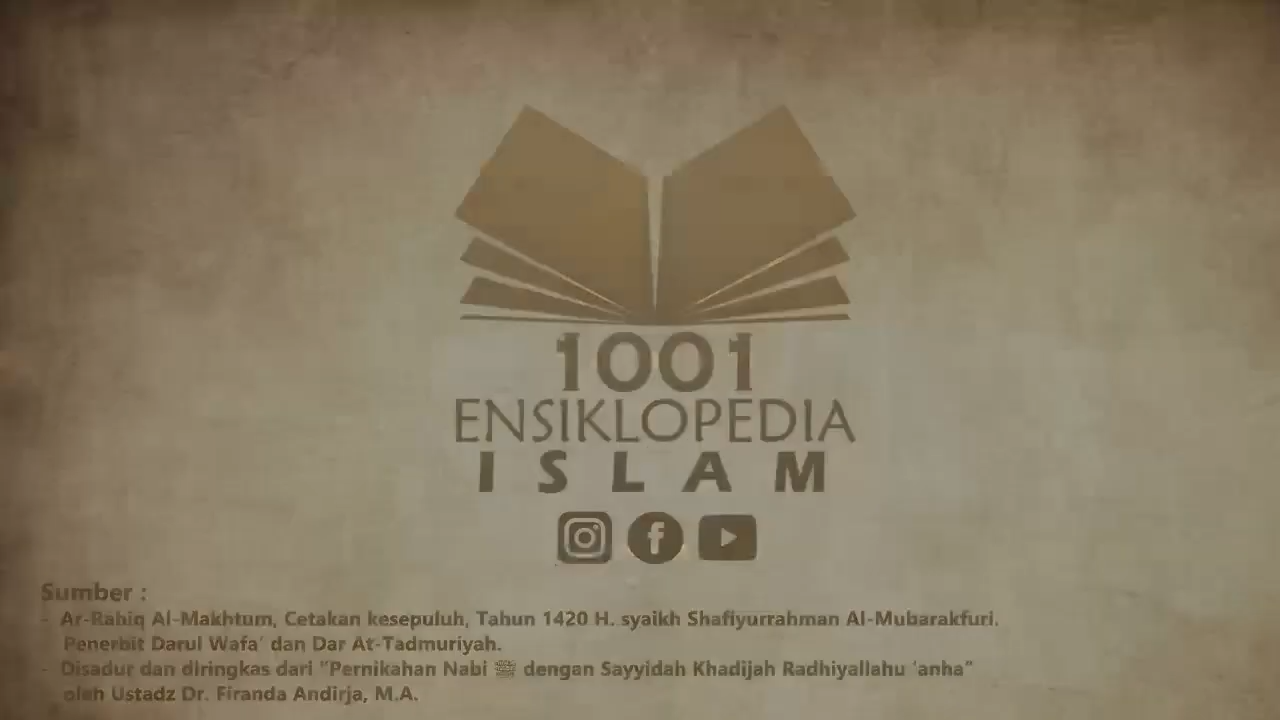 1001
ENSIKLOPEDIA
ISLAM
Sumber :
- Ar-Rahiq Al-Makhtum, Cetakan kesepuluh, Tahun 1420 H. syaikh Shafiyurrahman Al-Mubarakfuri.
Penerbit Darul Wafa' dan Dar At-Tadmuriyah.
- Disadur dan diringkas dari "Pernikahan Nabi ﷺ dengan Sayyidah Khadijah Radhiyallahu 'anha"
oleh Ustadz Dr. Firanda Andirja, M.A.